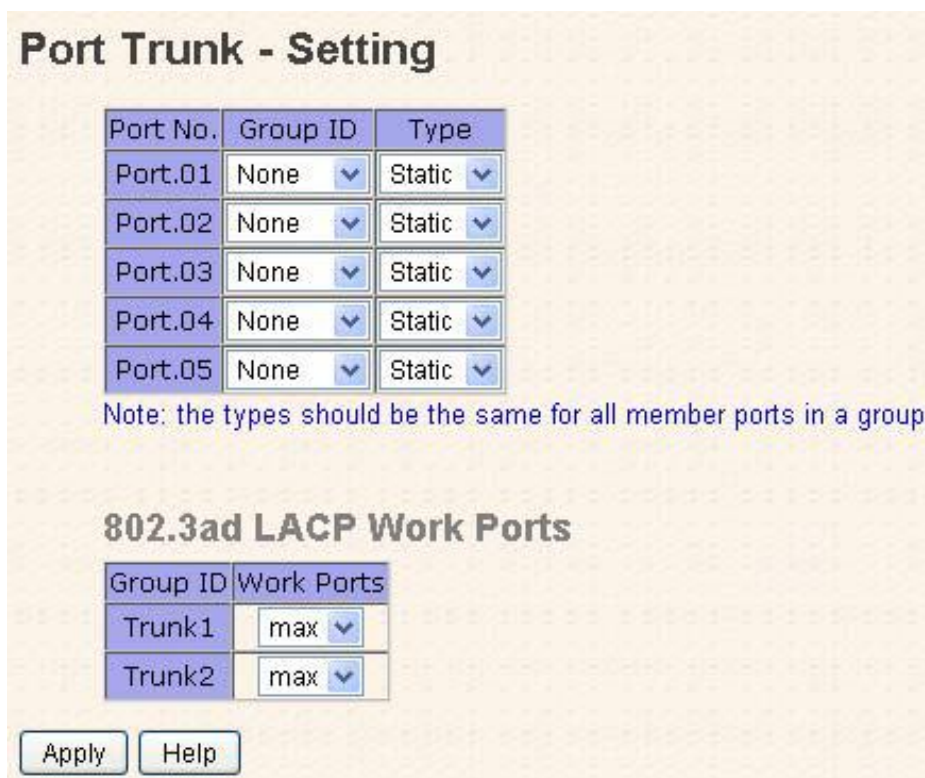 Port Trunk - Setting
Port No. Group ID Type
Port.01 None Static
Port.02 None Static
Port.03 None Static
Port.04 None Static
Port.05 None Static
Note: the types should be the same for all member ports in a group
802.3ad LACP Work Ports
Group ID Work Ports
Trunk1 max
Trunk2 max
Apply Help